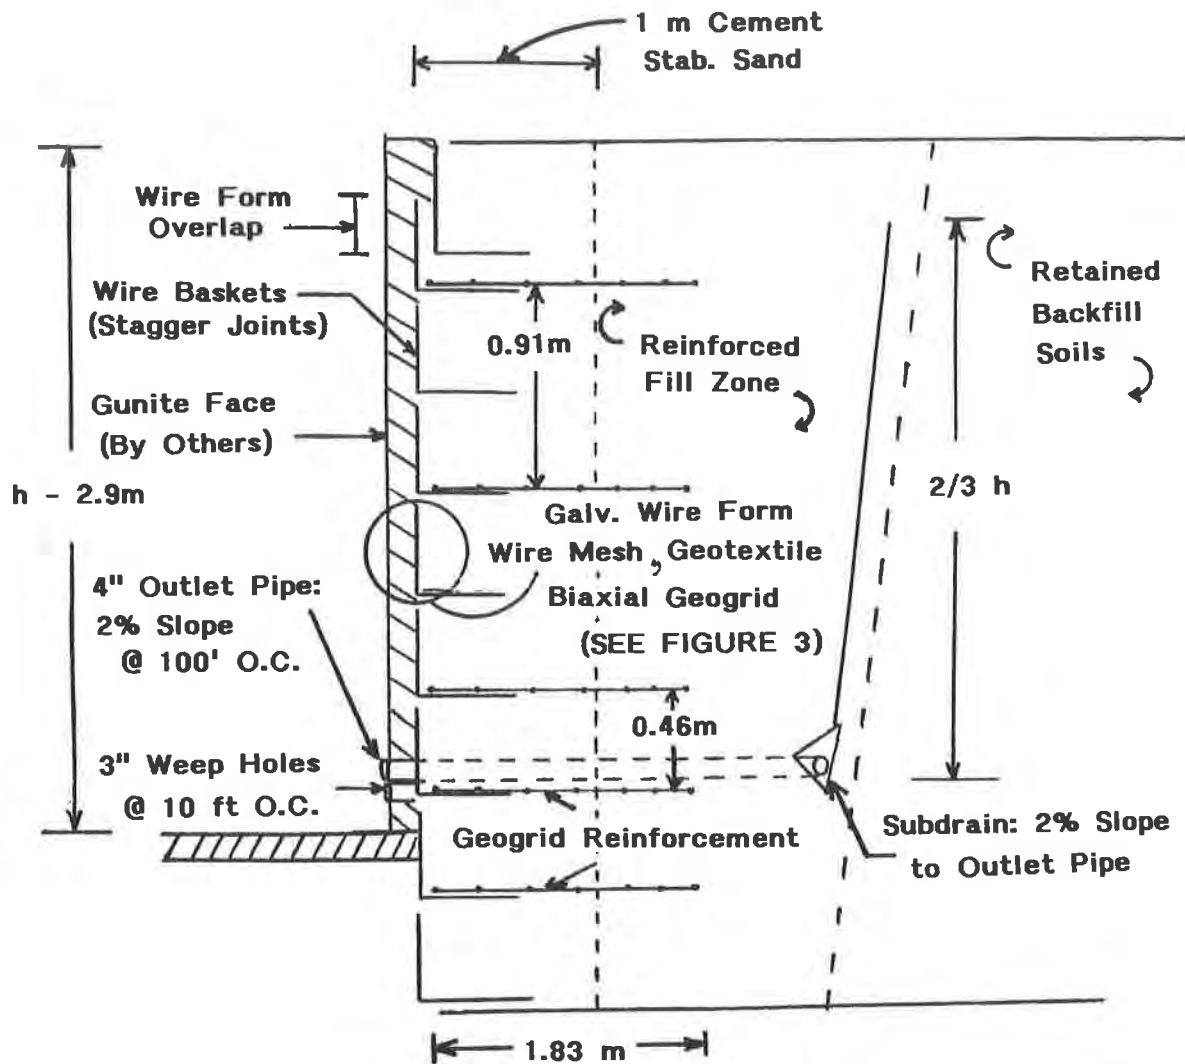 1 m Cement
Stab. Sand
Wire Form
Overlap
Wire Baskets
(Stagger Joints)
0.91m
Reinforced
Fill Zone
Retained
Backfill
Soils
Gunite Face
(By Others)
h - 2.9m
2/3 h
Galv. Wire Form
Wire Mesh, Geotextile
Biaxial Geogrid
(SEE FIGURE 3)
4" Outlet Pipe:
2% Slope
@ 100' O.C.
0.46m
3" Weep Holes
@ 10 ft O.C.
Geogrid Reinforcement
Subdrain: 2% Slope
to Outlet Pipe
1.83 m